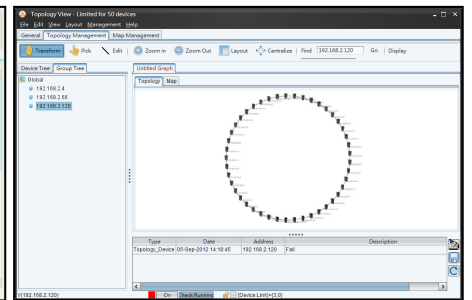 Topology View - Limited for 50 devices
File Edit View Layout Management Help
General Topology Management Map Management
Transform Pick Edit Zoom in Zoom Out Layout Centralize Find 192.168.2.120 Go Display
Device Tree Group Tree Untitled Graph
Global Topology Map
192.168.2.4
192.168.2.66
192.168.2.120
Type Date Address Description
Topology_Device 05-Sep-2012 14:18:45 192.168.2.120 Fail
V(192.168.2.120) On Check Running (Device:Link)=(3,0)